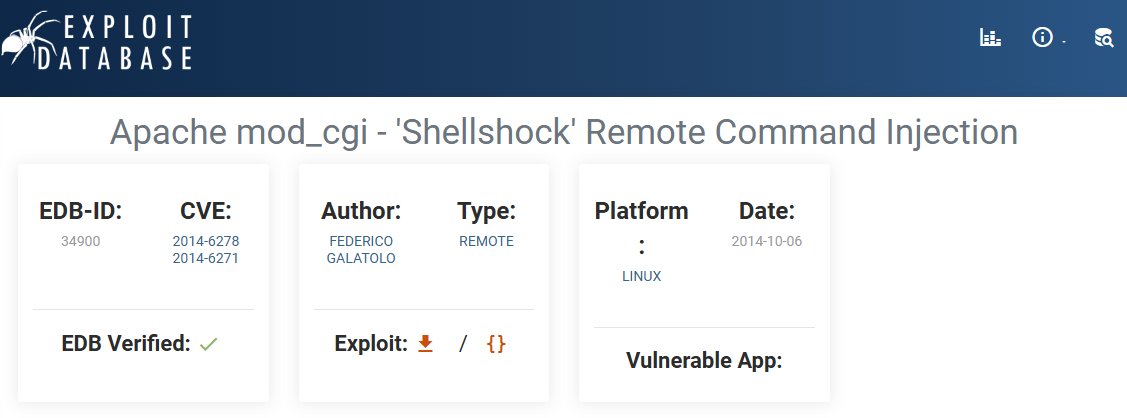 EXPLOIT
DATABASE
Apache mod_cgi - 'Shellshock' Remote Command Injection
EDB-ID:
34900
CVE:
2014-6278
2014-6271
EDB Verified:
Author:
FEDERICO
GALATOLO
Type:
REMOTE
Exploit: / {}
Platform
:
LINUX
Date:
2014-10-06
Vulnerable App: